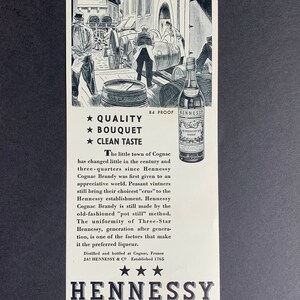 84 PROOF
HENNESSY
★ QUALITY
★ BOUQUET
★ CLEAN TASTE
The little town of Cognac
has changed little in the century and
three-quarters since Hennessy
Cognac Brandy was first given to an
appreciative world. Peasant vintners
still bring their choicest "crus" to the
Hennessy establishment. Hennessy
Cognac Brandy is still made by the
old-fashioned "pot still" method.
The uniformity of Three-Star
Hennessy, generation after genera-
tion, is one of the factors that make
it the preferred liqueur.
Distilled and bottled at Cognac, France
JAS HENNESSY & Cº Established 1765
★ ★ ★
HENNESSY